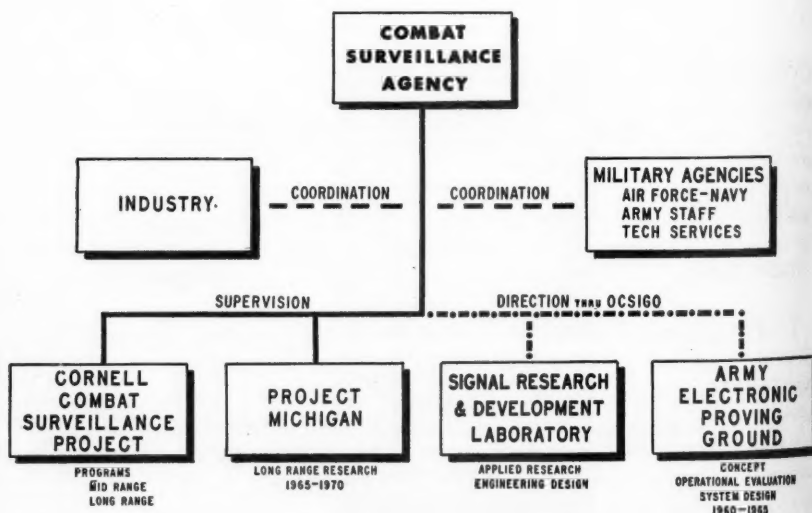 COMBAT
SURVEILLANCE
AGENCY
INDUSTRY
COORDINATION
COORDINATION
MILITARY AGENCIES
AIR FORCE-NAVY
ARMY STAFF
TECH SERVICES
SUPERVISION
DIRECTION THRU OCSIGO
CORNELL
COMBAT
SURVEILLANCE
PROJECT
PROJECT
MICHIGAN
SIGNAL RESEARCH
& DEVELOPMENT
LABORATORY
ARMY
ELECTRONIC
PROVING
GROUND
PROGRAMS
MID RANGE
LONG RANGE
LONG RANGE RESEARCH
1965-1970
APPLIED RESEARCH
ENGINEERING DESIGN
CONCEPT
OPERATIONAL EVALUATION
SYSTEM DESIGN
1960-1965